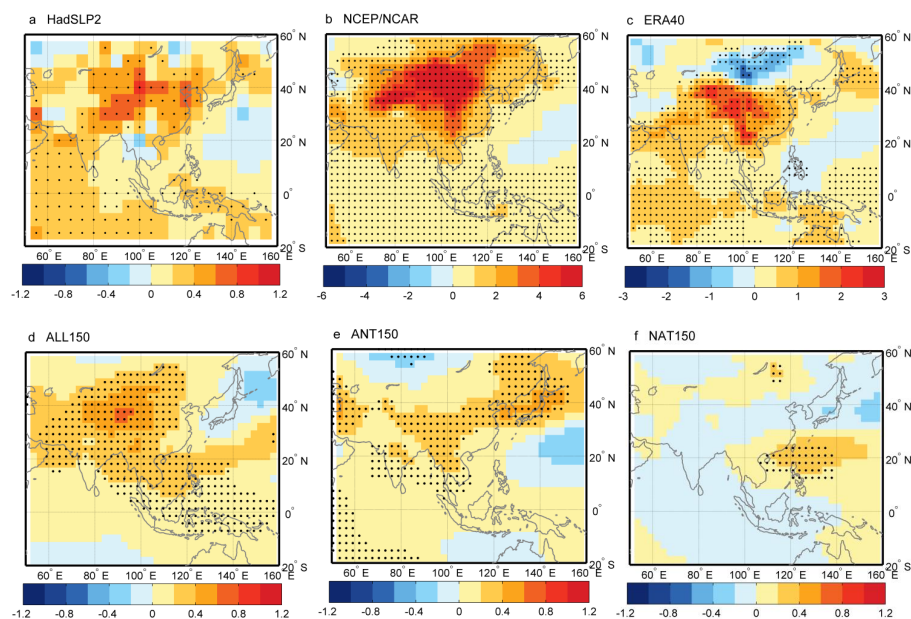 a HadSLP2
b NCEP/NCAR
c ERA40
60° N
40°
20°
0°
20° S
60° E 80° E 100° E 120° E 140° E 160° E
60° N
40°
20°
0°
20° S
60° E 80° E 100° E 120° E 140° E 160° E
60° N
40°
20°
0°
20° S
60° E 80° E 100° E 120° E 140° E 160° E
-1.2 -0.8 -0.4 0 0.4 0.8 1.2
-6 -4 -2 0 2 4 6
-3 -2 -1 0 1 2 3
d ALL150
e ANT150
f NAT150
60° N
40°
20°
0°
20° S
60° E 80° E 100° E 120° E 140° E 160° E
60° N
40°
20°
0°
20° S
60° E 80° E 100° E 120° E 140° E 160° E
60° N
40°
20°
0°
20° S
60° E 80° E 100° E 120° E 140° E 160° E
-1.2 -0.8 -0.4 0 0.4 0.8 1.2
-1.2 -0.8 -0.4 0 0.4 0.8 1.2
-1.2 -0.8 -0.4 0 0.4 0.8 1.2